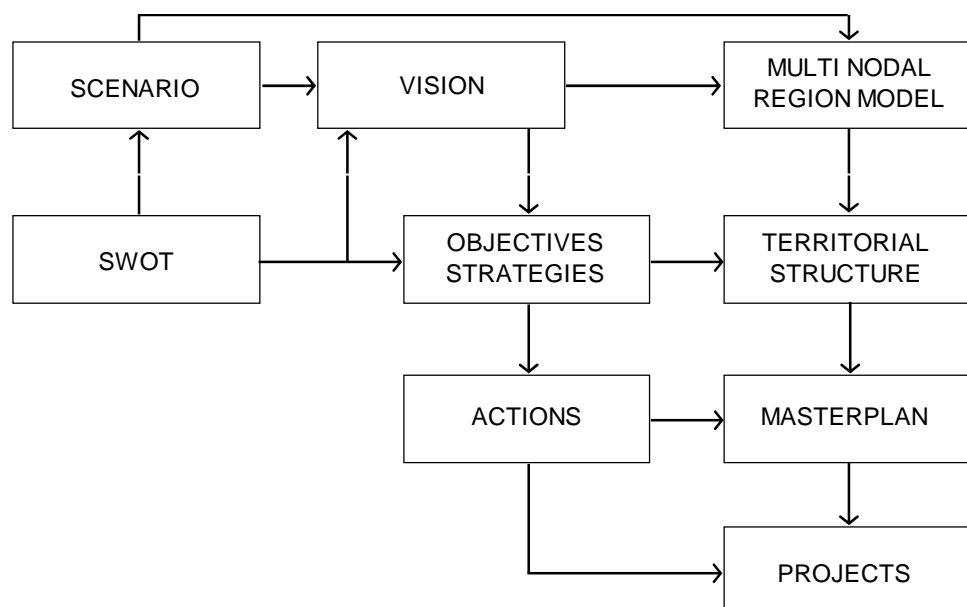 SCENARIO
VISION
MULTI NODAL
REGION MODEL
SWOT
OBJECTIVES
STRATEGIES
TERRITORIAL
STRUCTURE
ACTIONS
MASTERPLAN
PROJECTS